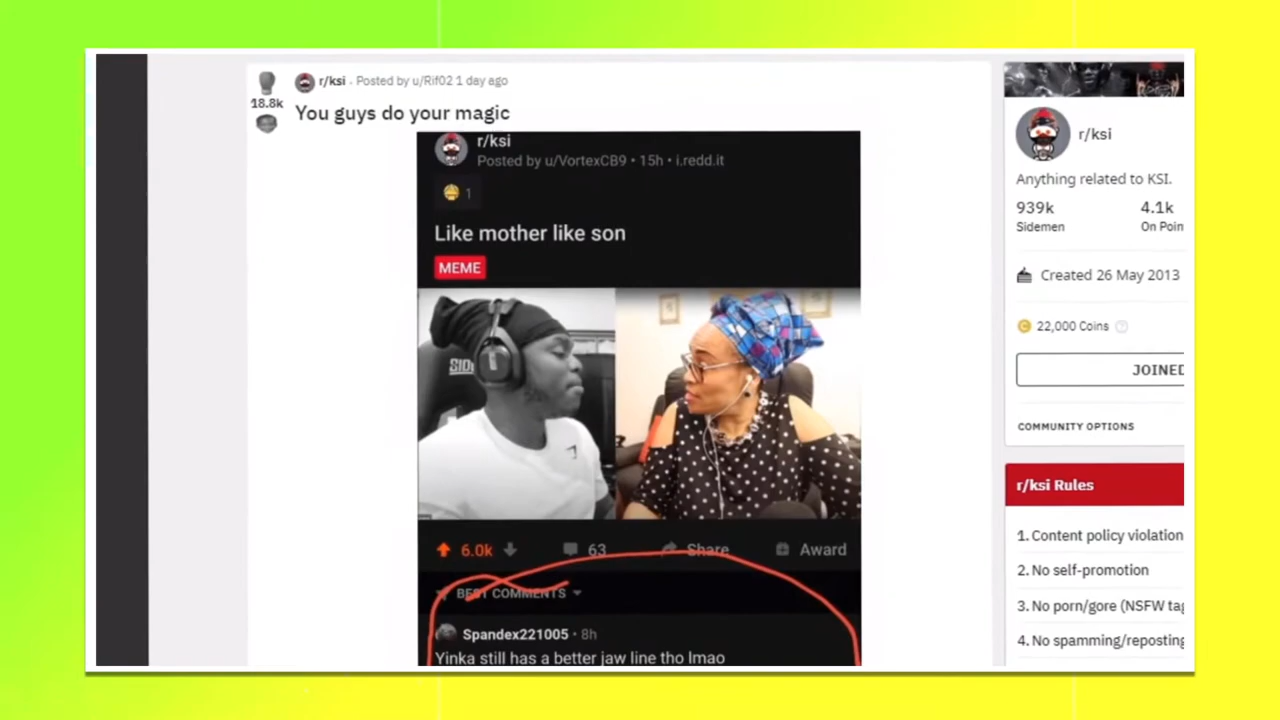 r/ksi · Posted by u/Rif02 1 day ago
18.8k
You guys do your magic
r/ksi
Posted by u/VortexCB9 • 15h • i.redd.it
1
Like mother like son
MEME
6.0k
63
Share
Award
BEST COMMENTS
Spandex221005 • 8h
Yinka still has a better jaw line tho lmao
r/ksi
Anything related to KSI.
939k
4.1k
Sidemen
On Poin
Created 26 May 2013
22,000 Coins
JOINED
COMMUNITY OPTIONS
r/ksi Rules
1. Content policy violation
2. No self-promotion
3. No porn/gore (NSFW tag
4. No spamming/reposting